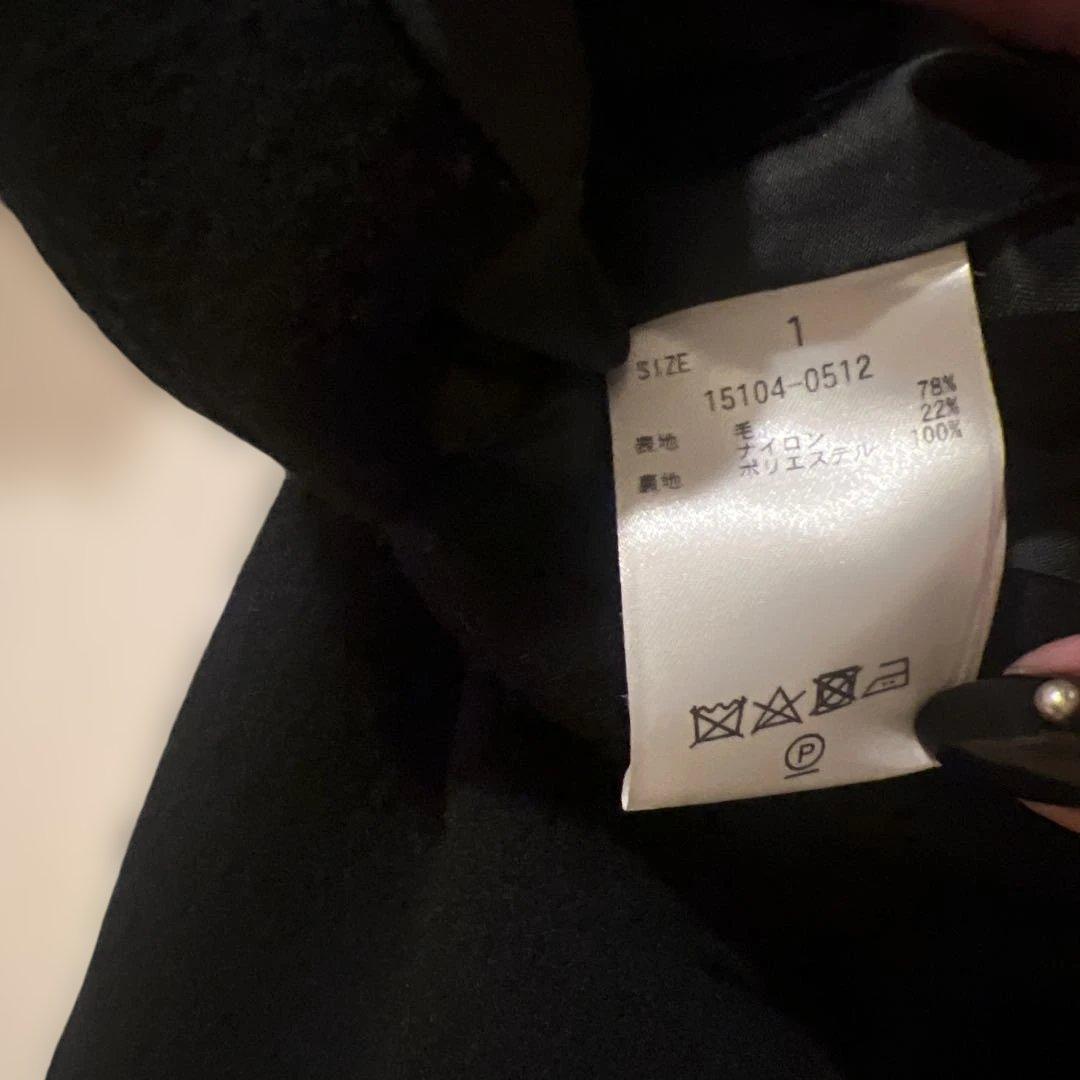 SIZE 1
15104-0512
表地 毛 78%
ナイロン 22%
裏地 ポリエステル 100%
P